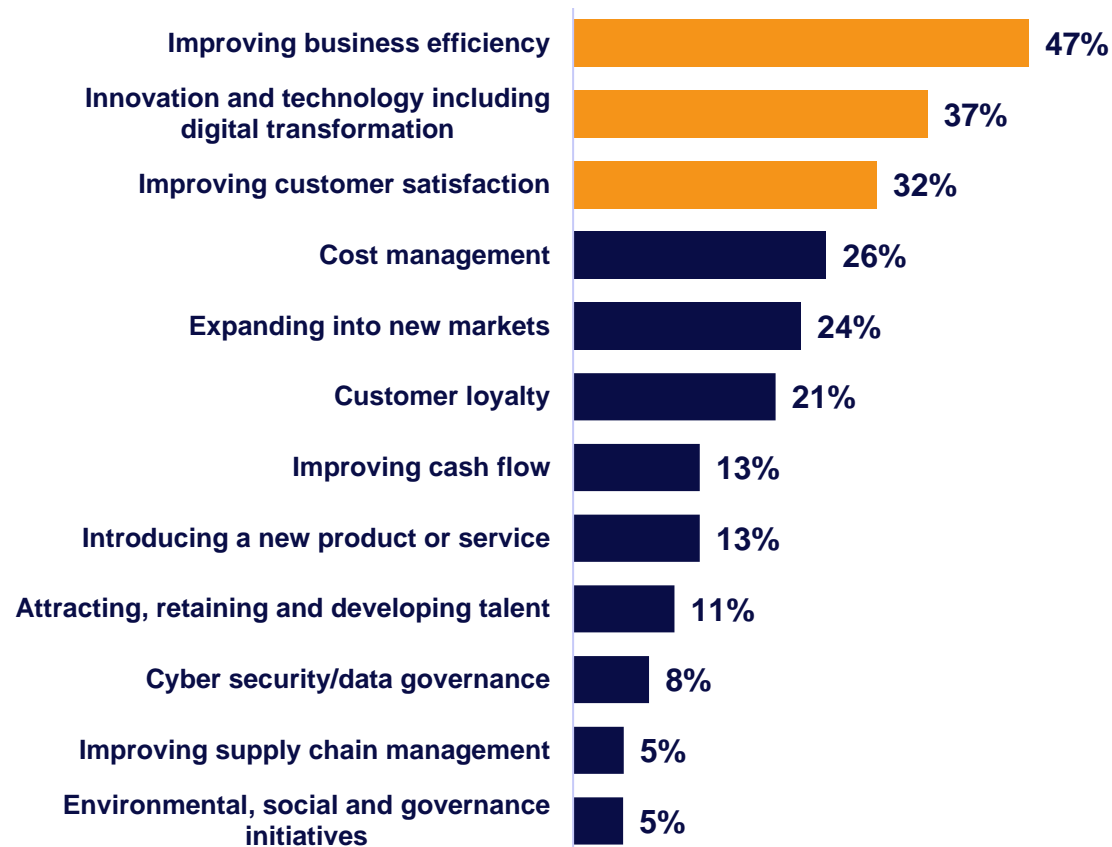 Improving business efficiency 47%
Innovation and technology including
digital transformation 37%
Improving customer satisfaction 32%
Cost management 26%
Expanding into new markets 24%
Customer loyalty 21%
Improving cash flow 13%
Introducing a new product or service 13%
Attracting, retaining and developing talent 11%
Cyber security/data governance 8%
Improving supply chain management 5%
Environmental, social and governance
initiatives 5%